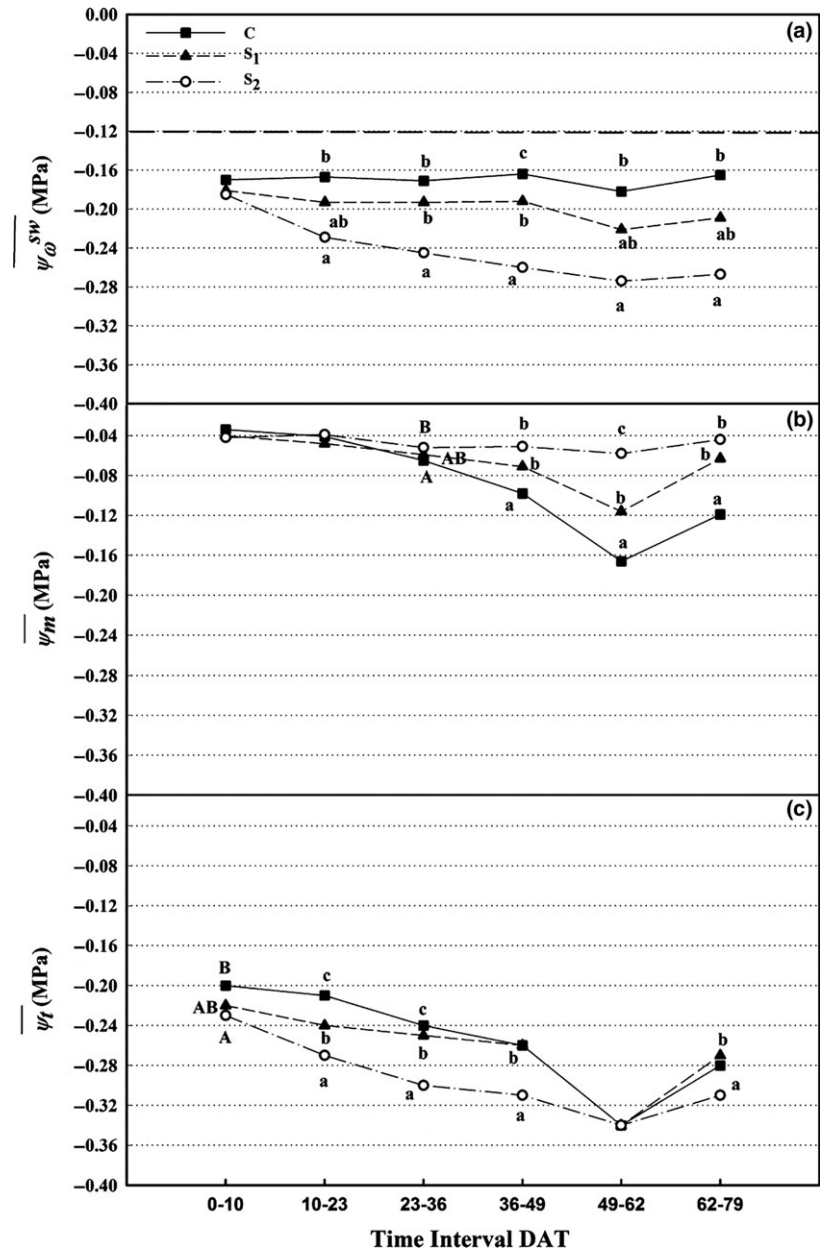 (a)
C
S1
S2
0.00
−0.04
−0.08
−0.12
−0.16
−0.20
−0.24
−0.28
−0.32
−0.36
−0.40
ψω^sw (MPa)
b b c b b
ab b b ab ab
a a a a a
(b)
−0.04
−0.08
−0.12
−0.16
−0.20
−0.24
−0.28
−0.32
−0.36
−0.40
ψm (MPa)
B b c b
AB b b b
A a a a
(c)
−0.04
−0.08
−0.12
−0.16
−0.20
−0.24
−0.28
−0.32
−0.36
−0.40
ψt (MPa)
B c c b
AB b b b
A a a a a
0-10 10-23 23-36 36-49 49-62 62-79
Time Interval DAT